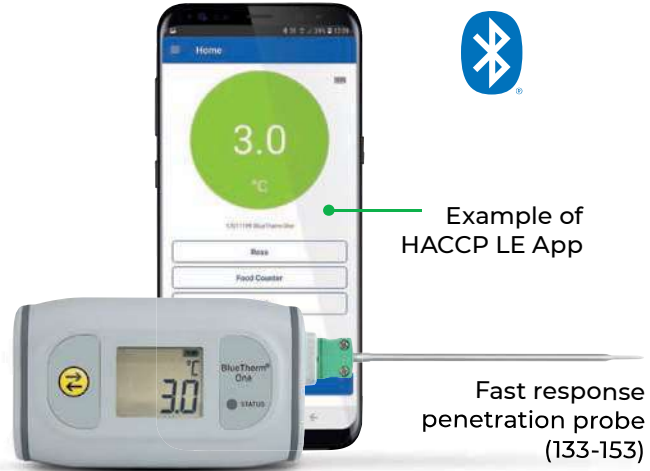 Home
3.0
°C
Ross
Food Counter
Example of
HACCP LE App
°C
3.0
BlueTherm®
One
STATUS
Fast response
penetration probe
(133-153)